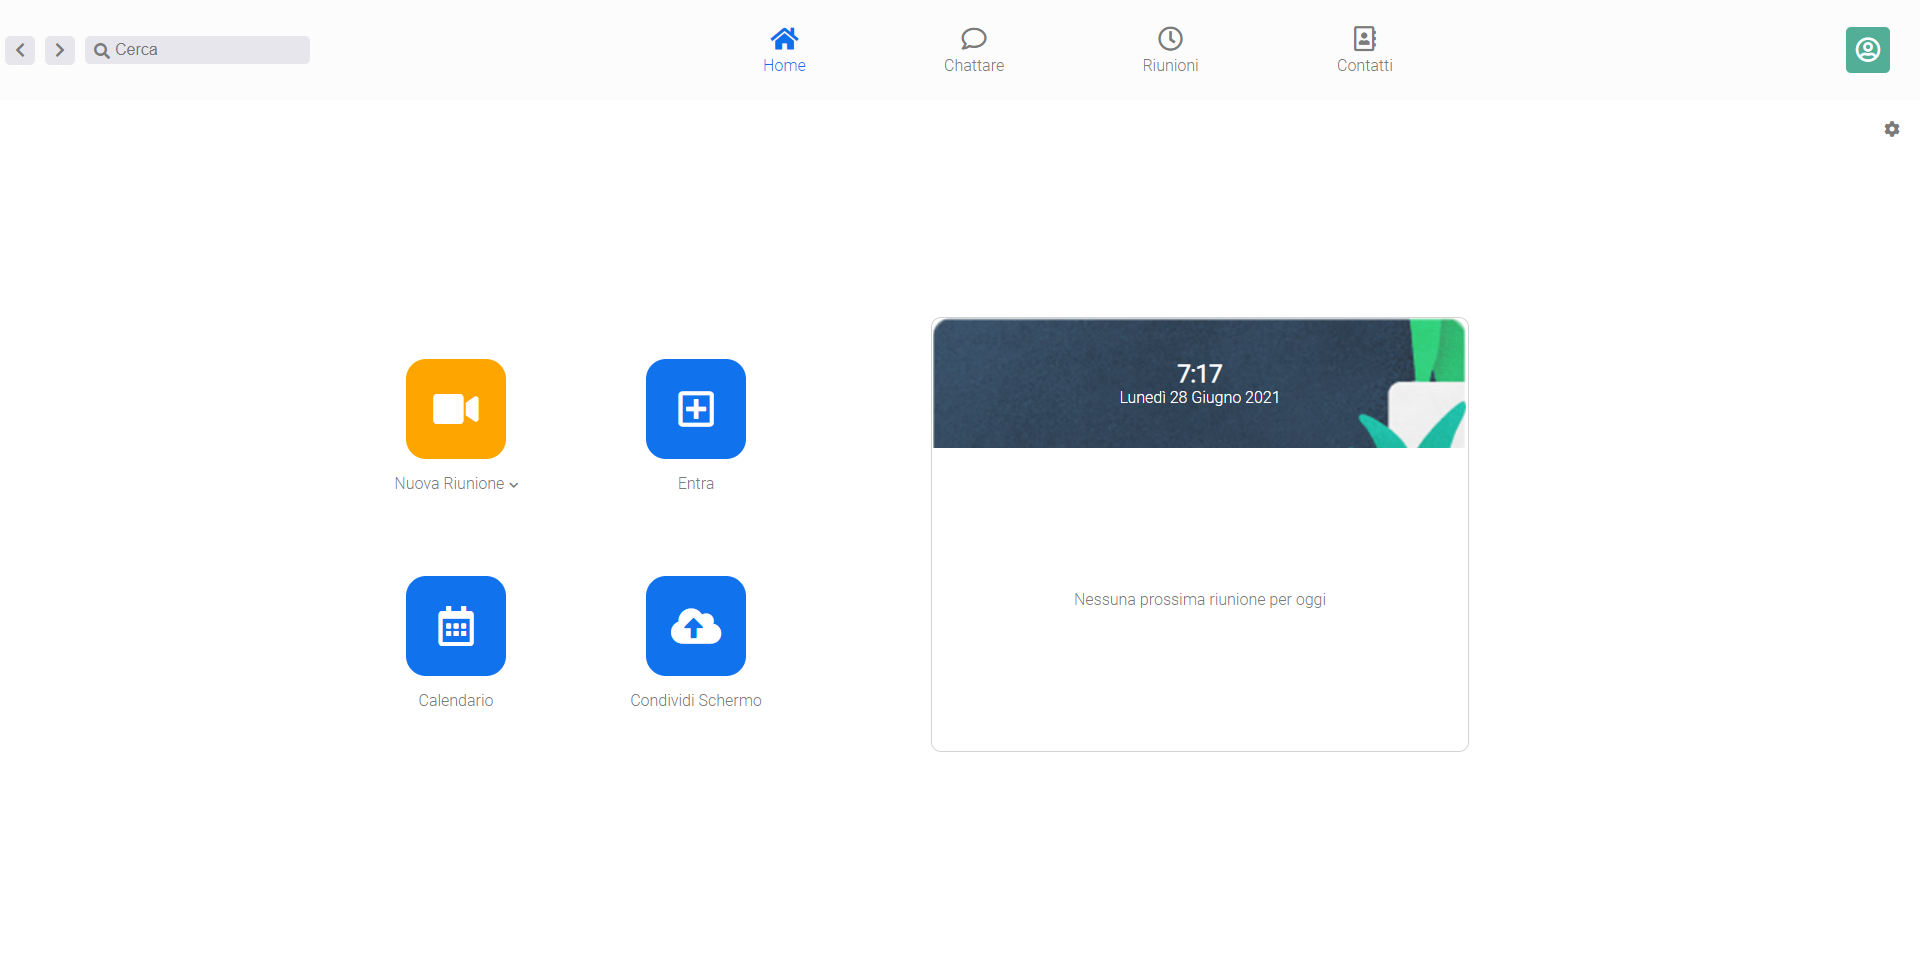 Cerca
Home
Chattare
Riunioni
Contatti
7:17
Lunedì 28 Giugno 2021
Nuova Riunione
Entra
Nessuna prossima riunione per oggi
Calendario
Condividi Schermo